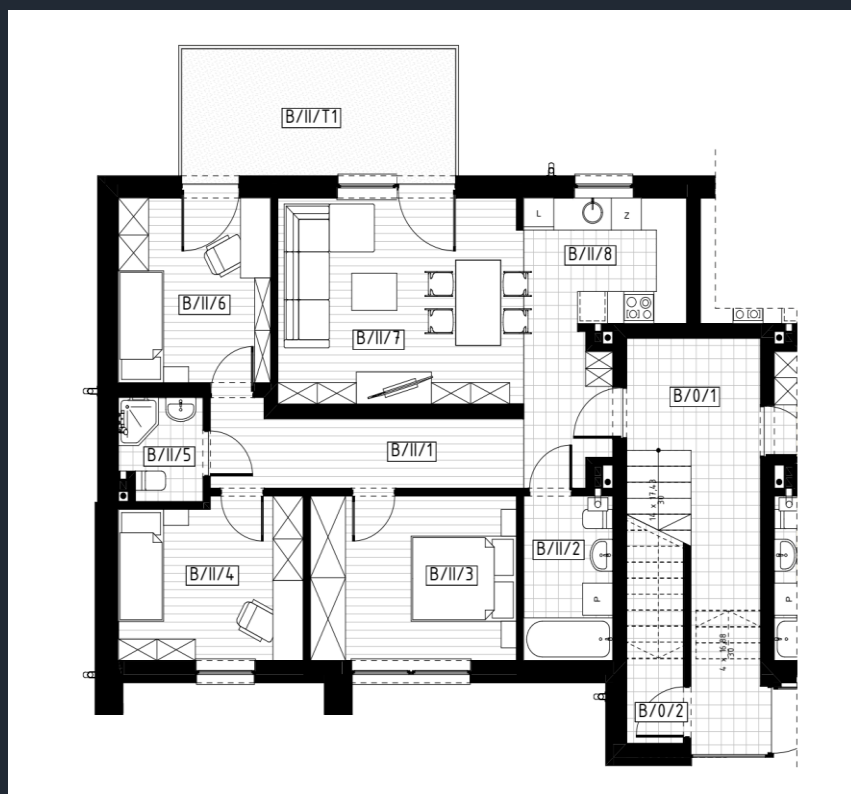 B/II/T1
L
Z
B/II/8
B/II/6
B/II/7
B/0/1
B/II/1
B/II/5
14 x 17,43
30
B/II/2
B/II/4
B/II/3
P
P
4 x 16,88
30
B/0/2